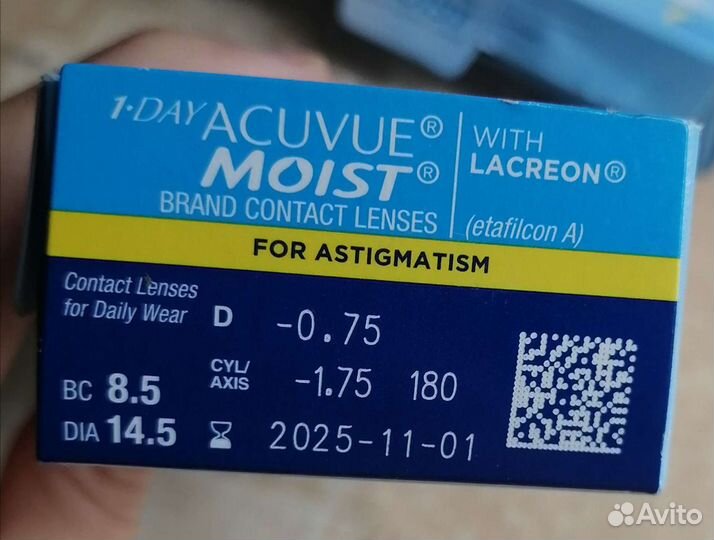 1·DAY ACUVUE®
MOIST®
BRAND CONTACT LENSES
WITH
LACREON®
(etafilcon A)
FOR ASTIGMATISM
Contact Lenses
for Daily Wear
D -0.75
CYL/
AXIS -1.75 180
BC 8.5
DIA 14.5
2025-11-01
Avito